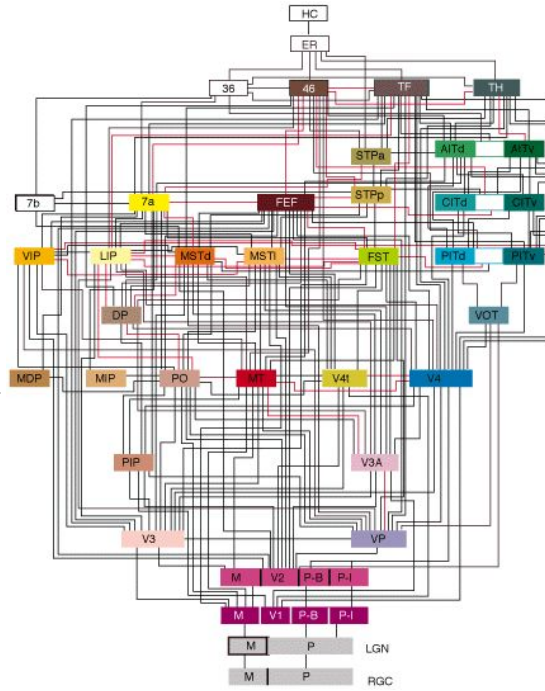 HC
ER
36 46 TF TH
STPa AITd AITv
7b 7a FEF STPp CITd CITv
VIP LIP MSTd MSTl FST PITd PITv
DP VOT
MDP MIP PO MT V4t V4
PIP V3A
V3 VP
M V2 P-B P-I
M V1 P-B P-I
M P LGN
M P RGC